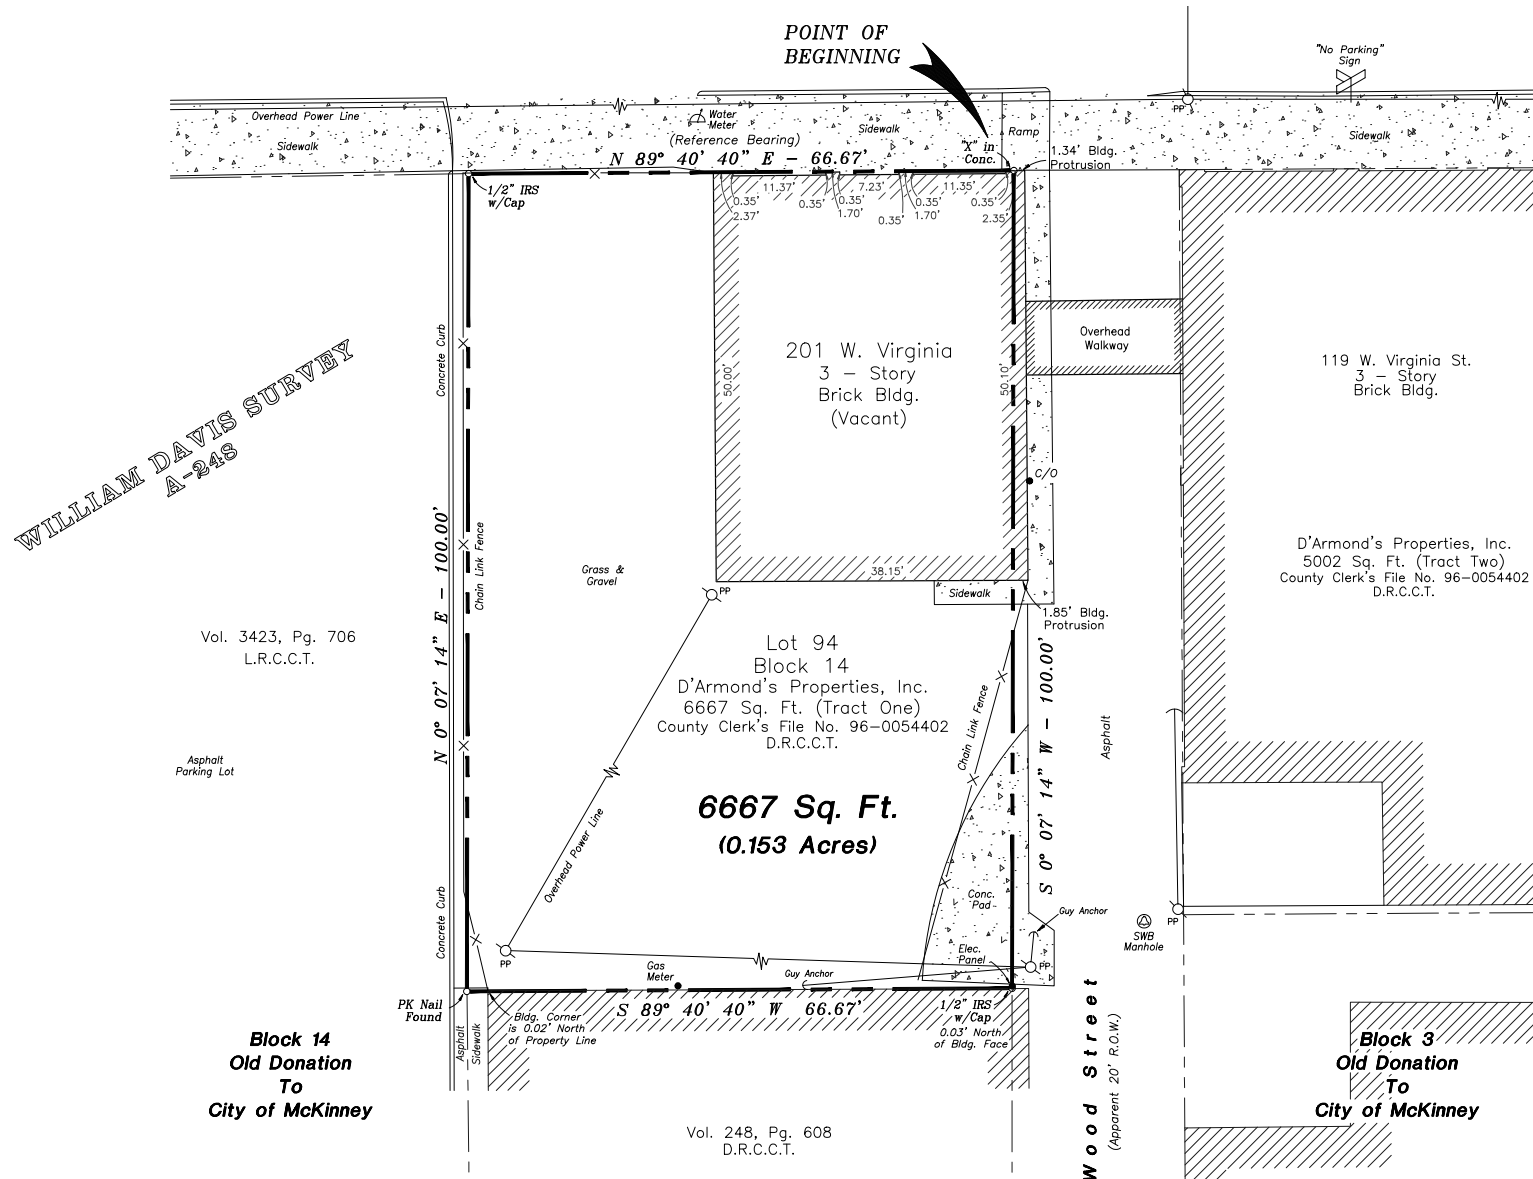 POINT OF
BEGINNING
"No Parking"
Sign
Overhead Power Line
Sidewalk
Water
Meter
(Reference Bearing)
Sidewalk
Ramp
Sidewalk
"X" in
Conc.
1.34' Bldg.
Protrusion
N 89° 40' 40" E - 66.67'
1/2" IRS
w/Cap
11.37'
7.23'
11.35'
0.35'
2.37'
0.35'
0.35'
1.70'
0.35'
0.35'
1.70'
0.35'
2.35'
Concrete Curb
50.00'
201 W. Virginia
3 - Story
Brick Bldg.
(Vacant)
50.10'
Overhead
Walkway
119 W. Virginia St.
3 - Story
Brick Bldg.
WILLIAM DAVIS SURVEY
A-248
C/O
N 0° 07' 14" E - 100.00'
Chain Link Fence
Grass &
Gravel
38.15'
PP
Sidewalk
1.85' Bldg.
Protrusion
D'Armond's Properties, Inc.
5002 Sq. Ft. (Tract Two)
County Clerk's File No. 96-0054402
D.R.C.C.T.
Vol. 3423, Pg. 706
L.R.C.C.T.
Lot 94
Block 14
D'Armond's Properties, Inc.
6667 Sq. Ft. (Tract One)
County Clerk's File No. 96-0054402
D.R.C.C.T.
Chain Link Fence
S 0° 07' 14" W - 100.00'
Asphalt
Asphalt
Parking Lot
6667 Sq. Ft.
(0.153 Acres)
Overhead Power Line
Concrete Curb
Conc.
Pad
Guy Anchor
PP
SWB
Manhole
PP
Gas
Meter
Guy Anchor
Elec.
Panel
PP
PK Nail
Found
S 89° 40' 40" W 66.67'
1/2" IRS
w/Cap
0.03' North
of Bldg. Face
Bldg. Corner
is 0.02' North
of Property Line
Asphalt
Sidewalk
Block 14
Old Donation
To
City of McKinney
Wood Street
(Apparent 20' R.O.W.)
Block 3
Old Donation
To
City of McKinney
Vol. 248, Pg. 608
D.R.C.C.T.
PP